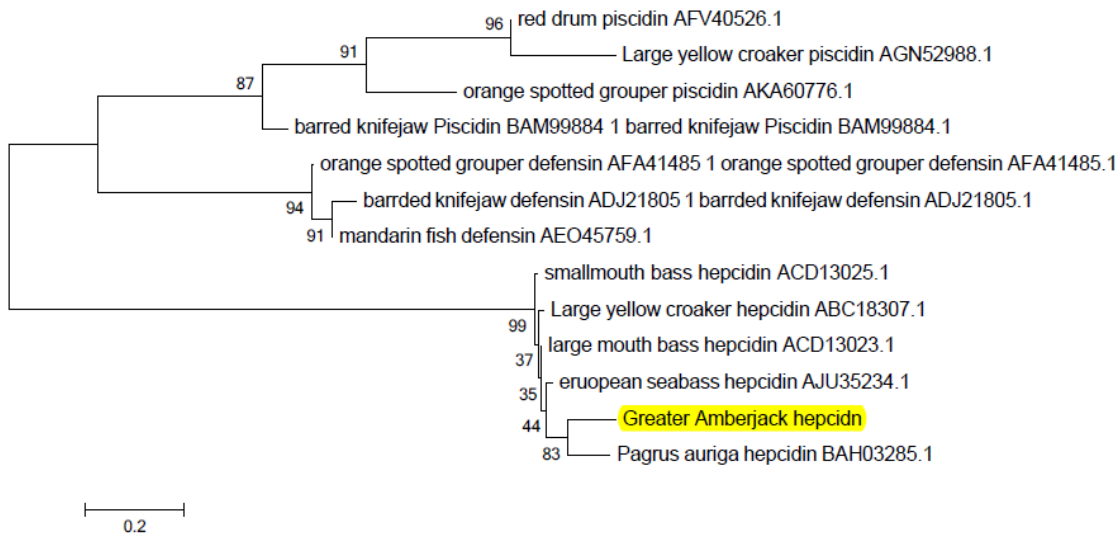 96
red drum piscidin AFV40526.1
91
Large yellow croaker piscidin AGN52988.1
87
orange spotted grouper piscidin AKA60776.1
barred knifejaw Piscidin BAM99884 1 barred knifejaw Piscidin BAM99884.1
orange spotted grouper defensin AFA41485 1 orange spotted grouper defensin AFA41485.1
94
barrded knifejaw defensin ADJ21805 1 barrded knifejaw defensin ADJ21805.1
91
mandarin fish defensin AEO45759.1
smallmouth bass hepcidin ACD13025.1
99
Large yellow croaker hepcidin ABC18307.1
37
large mouth bass hepcidin ACD13023.1
35
eruopean seabass hepcidin AJU35234.1
44
Greater Amberjack hepcidn
83
Pagrus auriga hepcidin BAH03285.1
0.2